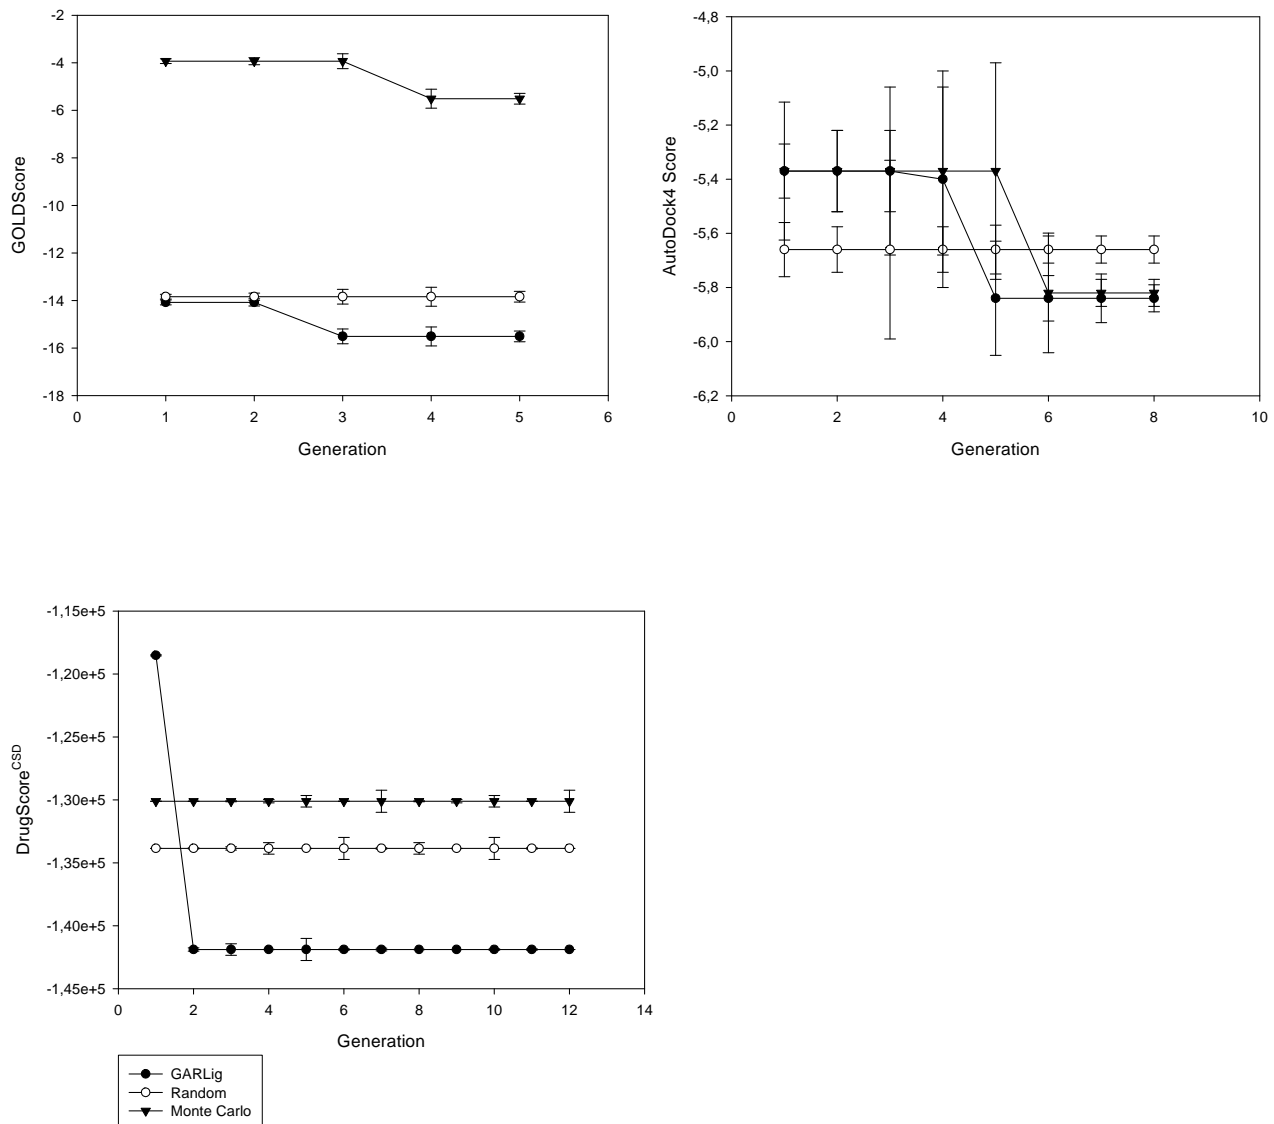 -2
-4
-6
-8
-10
-12
-14
-16
-18
GOLDScore
0
1
2
3
4
5
6
Generation
-4,8
-5,0
-5,2
-5,4
-5,6
-5,8
-6,0
-6,2
AutoDock4 Score
0
2
4
6
8
10
Generation
-1,15e+5
-1,20e+5
-1,25e+5
-1,30e+5
-1,35e+5
-1,40e+5
-1,45e+5
DrugScoreCSD
0
2
4
6
8
10
12
14
Generation
GARLig
Random
Monte Carlo